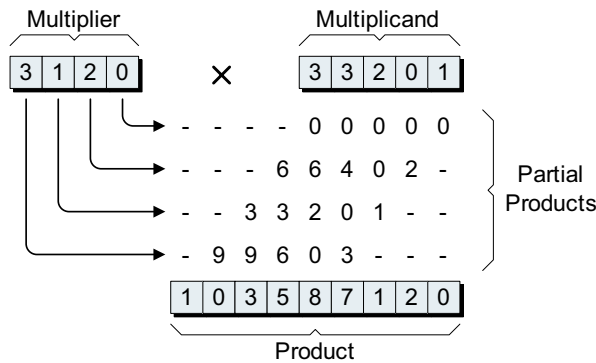 Multiplier Multiplicand
3 1 2 0 × 3 3 2 0 1
- - - - 0 0 0 0 0
- - - 6 6 4 0 2 -
- - 3 3 2 0 1 - -
- 9 9 6 0 3 - - -
Partial
Products
1 0 3 5 8 7 1 2 0
Product